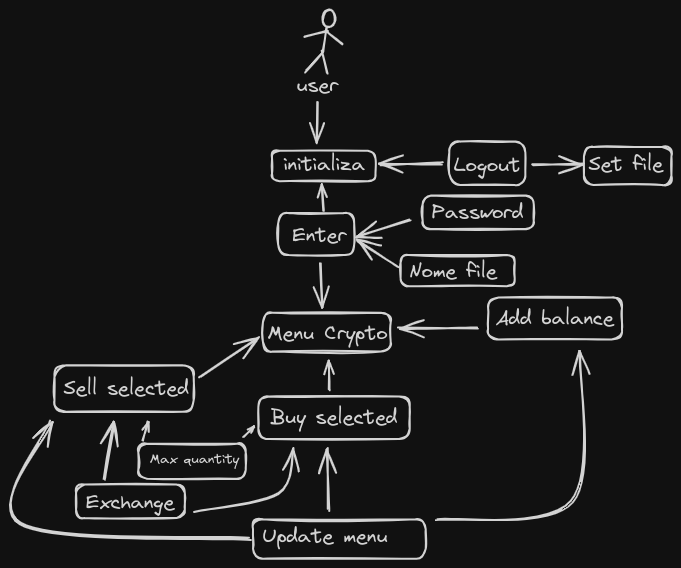 user
initializa
Logout
Set file
Password
Enter
Nome file
Add balance
Menu Crypto
Sell selected
Buy selected
Max quantity
Exchange
Update menu